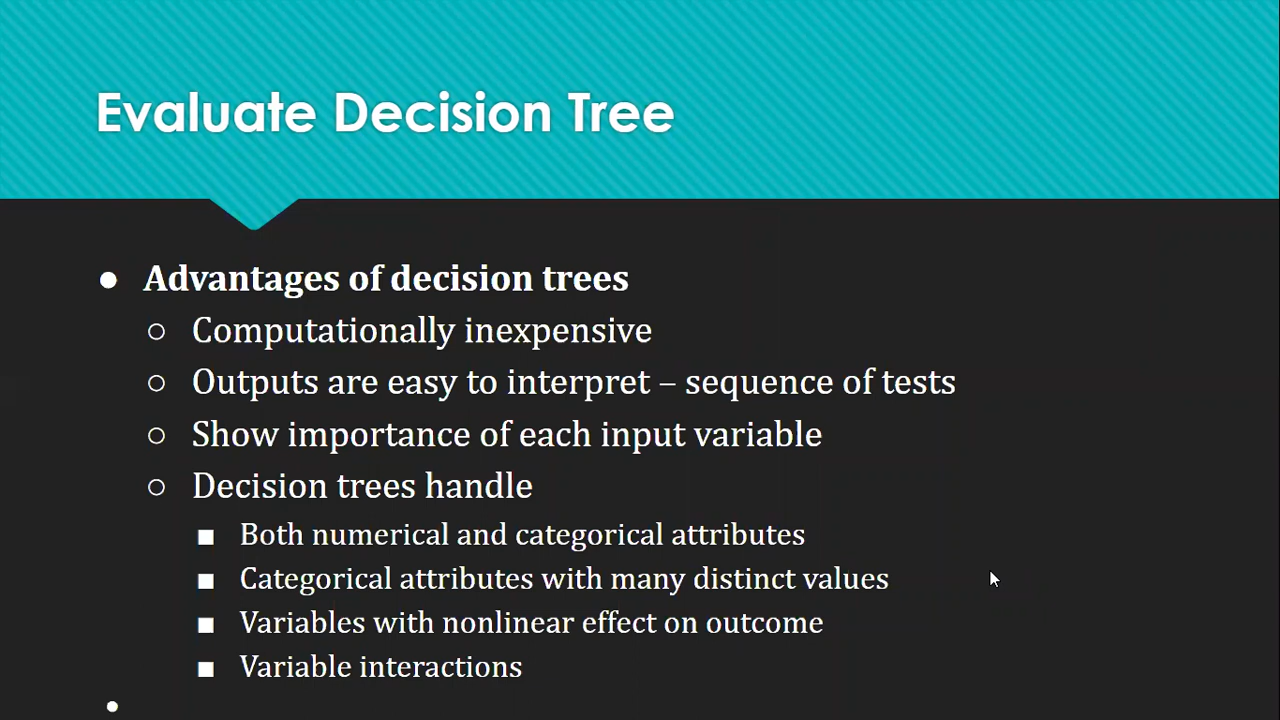 Evaluate Decision Tree
● Advantages of decision trees
○ Computationally inexpensive
○ Outputs are easy to interpret – sequence of tests
○ Show importance of each input variable
○ Decision trees handle
■ Both numerical and categorical attributes
■ Categorical attributes with many distinct values
■ Variables with nonlinear effect on outcome
■ Variable interactions
●